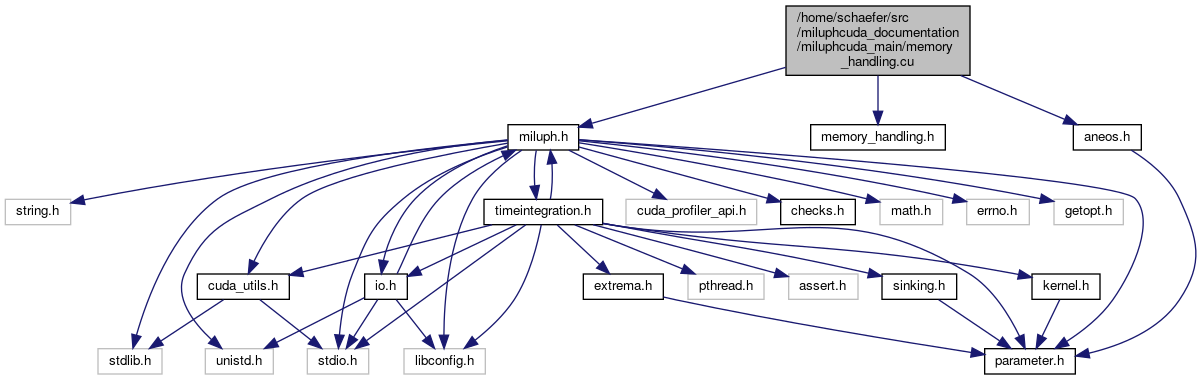 /home/schaefer/src
/miluphcuda_documentation
/miluphcuda_main/memory
_handling.cu
miluph.h
memory_handling.h
aneos.h
string.h
timeintegration.h
cuda_profiler_api.h
checks.h
math.h
errno.h
getopt.h
cuda_utils.h
io.h
extrema.h
pthread.h
assert.h
sinking.h
kernel.h
stdlib.h
unistd.h
stdio.h
libconfig.h
parameter.h